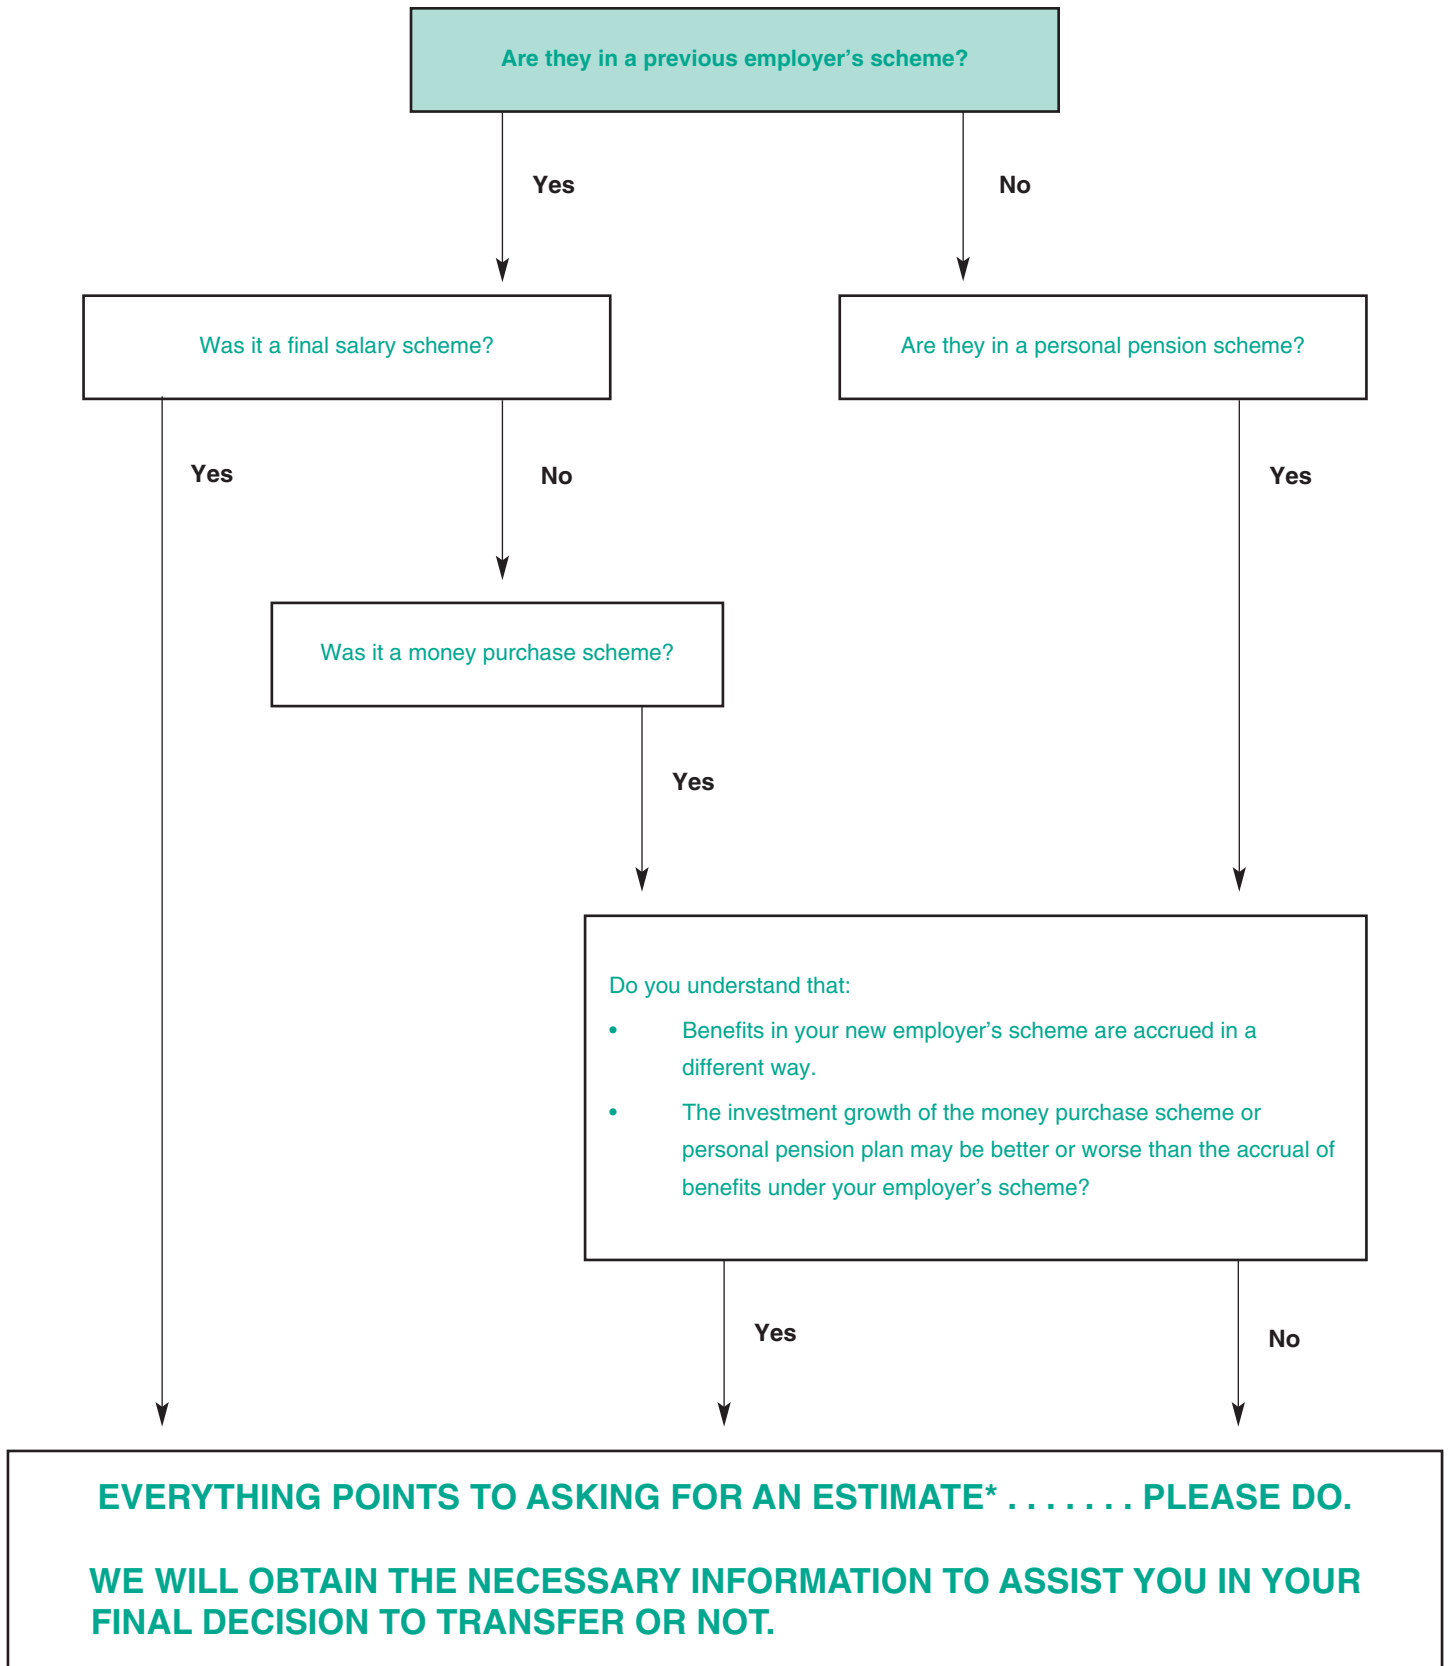 Are they in a previous employer’s scheme?
Yes
No
Was it a final salary scheme?
Are they in a personal pension scheme?
Yes
No
Yes
Was it a money purchase scheme?
Yes
Do you understand that:
• Benefits in your new employer’s scheme are accrued in a
different way.
• The investment growth of the money purchase scheme or
personal pension plan may be better or worse than the accrual of
benefits under your employer’s scheme?
Yes
No
EVERYTHING POINTS TO ASKING FOR AN ESTIMATE* . . . . . . . PLEASE DO.
WE WILL OBTAIN THE NECESSARY INFORMATION TO ASSIST YOU IN YOUR
FINAL DECISION TO TRANSFER OR NOT.